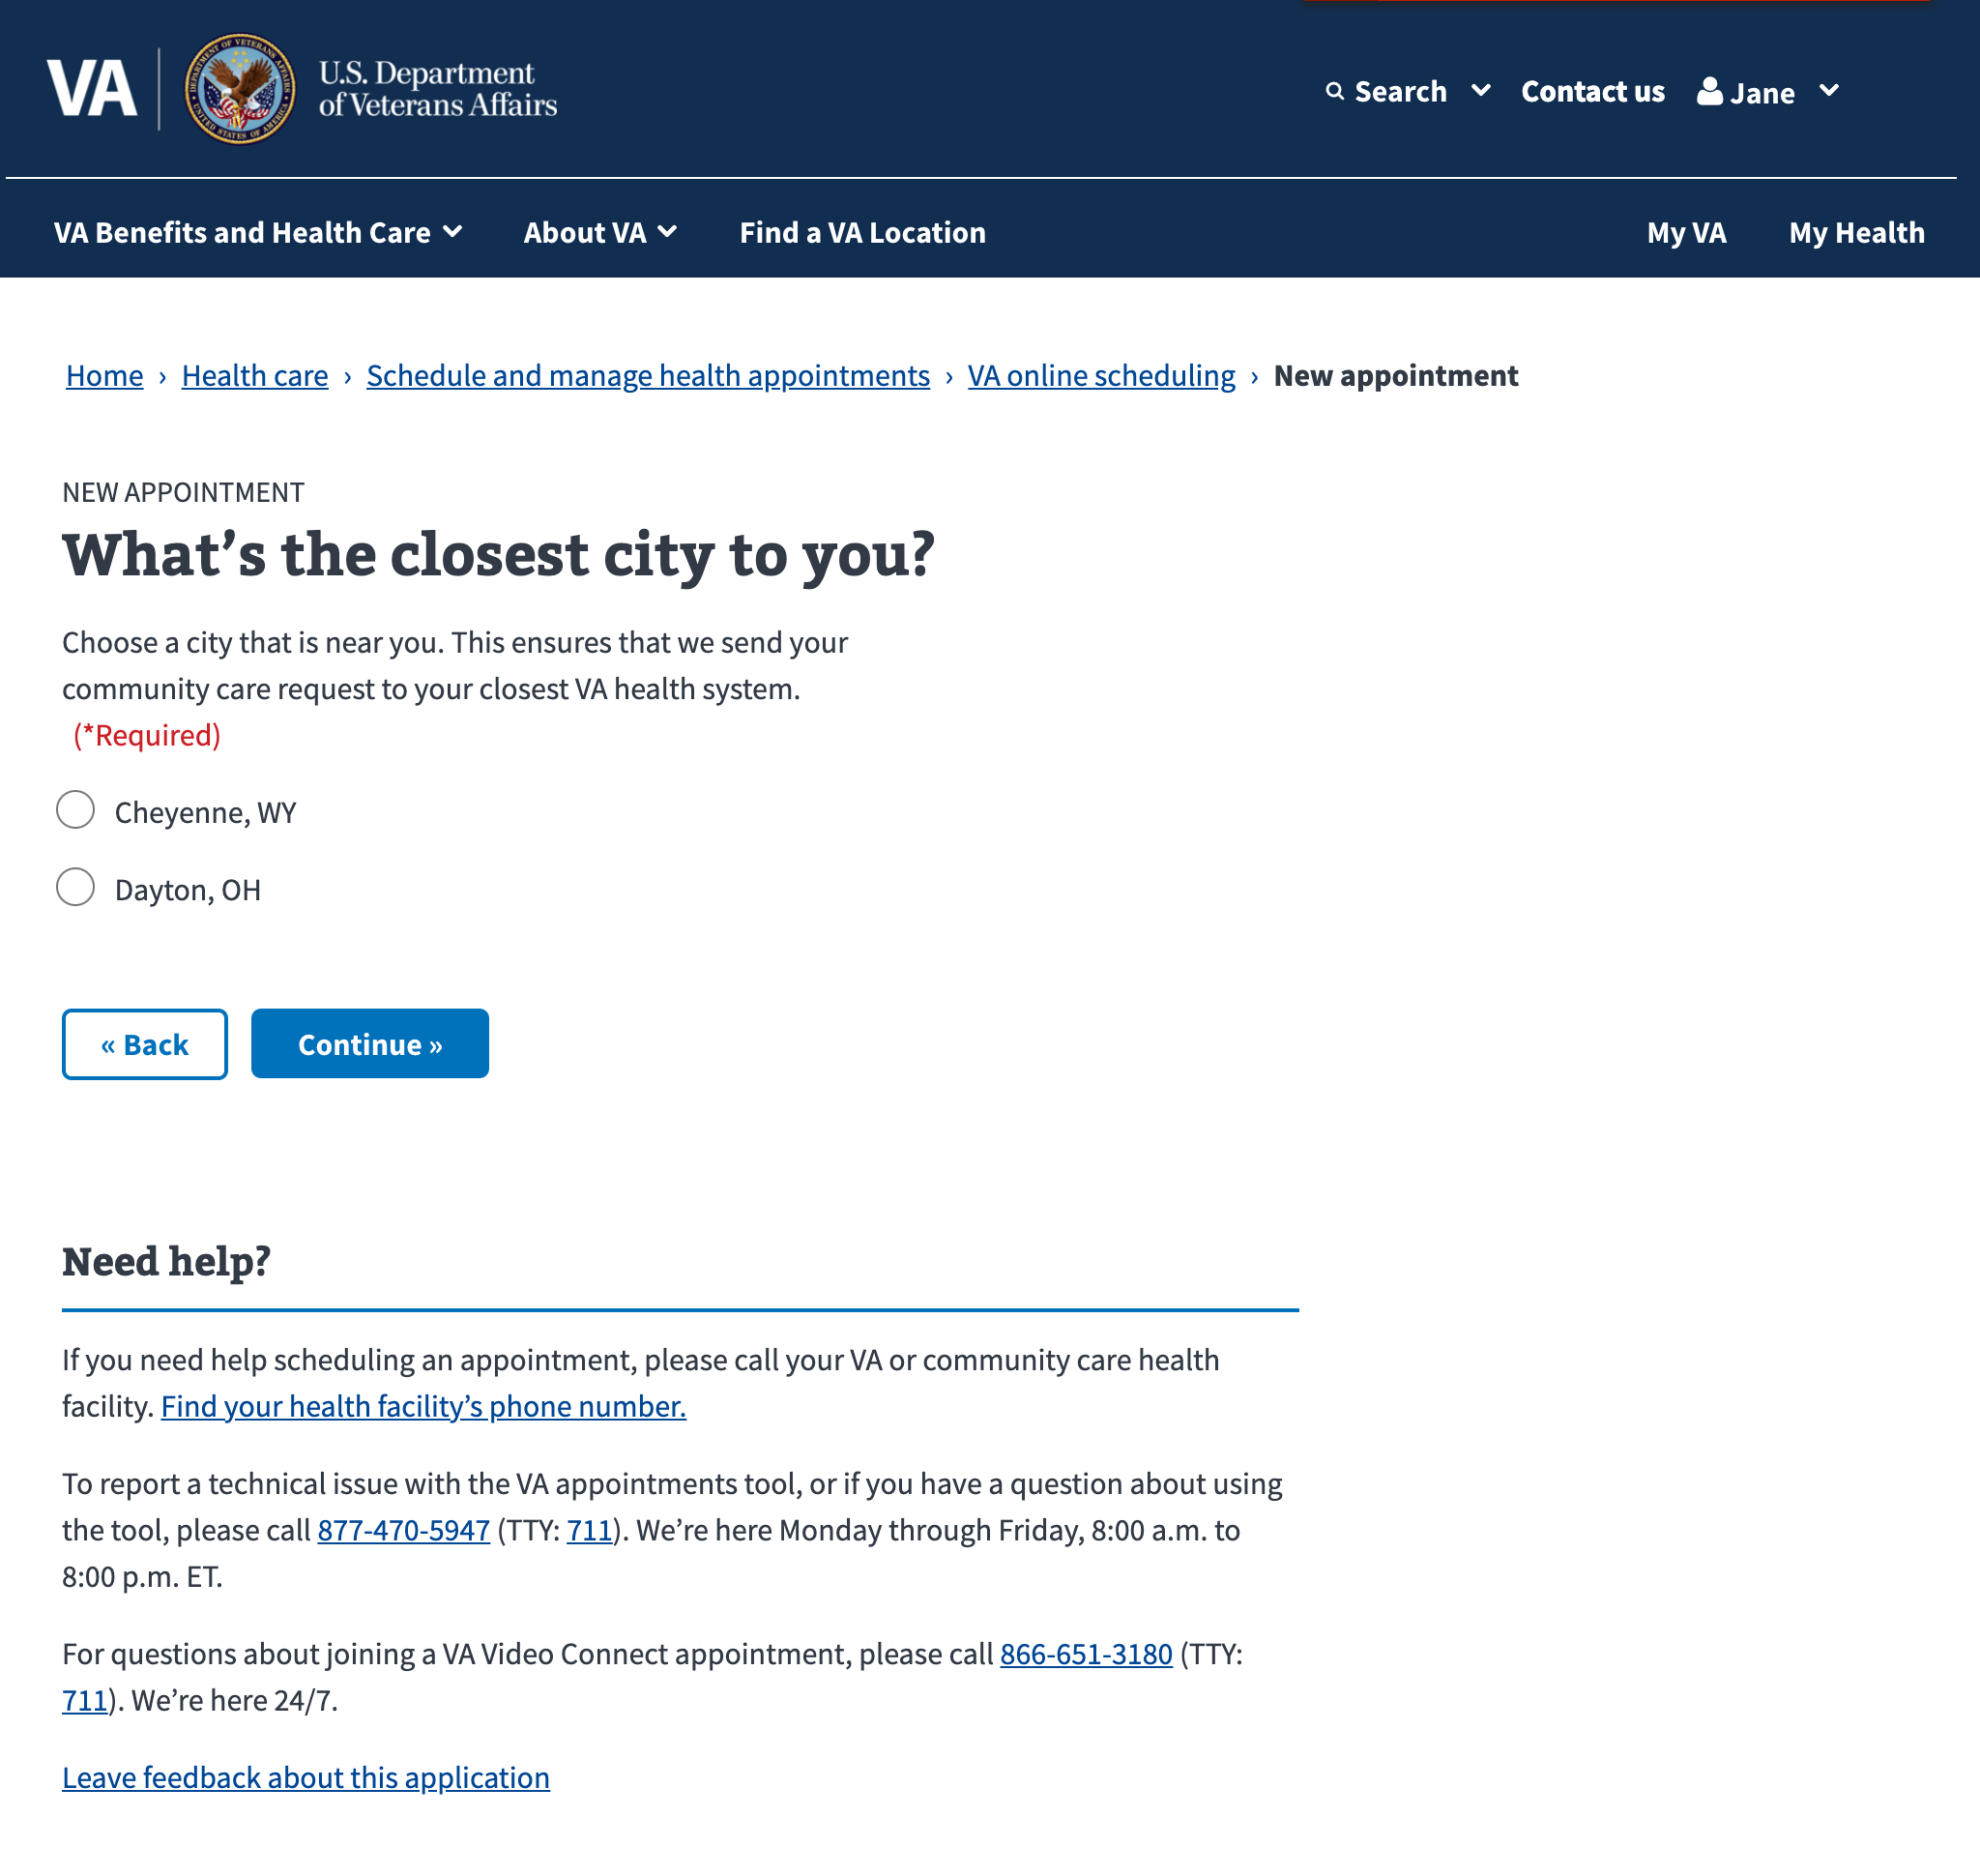 VA
U.S. Department
of Veterans Affairs
Search
Contact us
Jane
VA Benefits and Health Care
About VA
Find a VA Location
My VA
My Health
Home › Health care › Schedule and manage health appointments › VA online scheduling › New appointment
NEW APPOINTMENT
What’s the closest city to you?
Choose a city that is near you. This ensures that we send your
community care request to your closest VA health system.
(*Required)
Cheyenne, WY
Dayton, OH
« Back
Continue »
Need help?
If you need help scheduling an appointment, please call your VA or community care health
facility. Find your health facility’s phone number.
To report a technical issue with the VA appointments tool, or if you have a question about using
the tool, please call 877-470-5947 (TTY: 711). We’re here Monday through Friday, 8:00 a.m. to
8:00 p.m. ET.
For questions about joining a VA Video Connect appointment, please call 866-651-3180 (TTY:
711). We’re here 24/7.
Leave feedback about this application